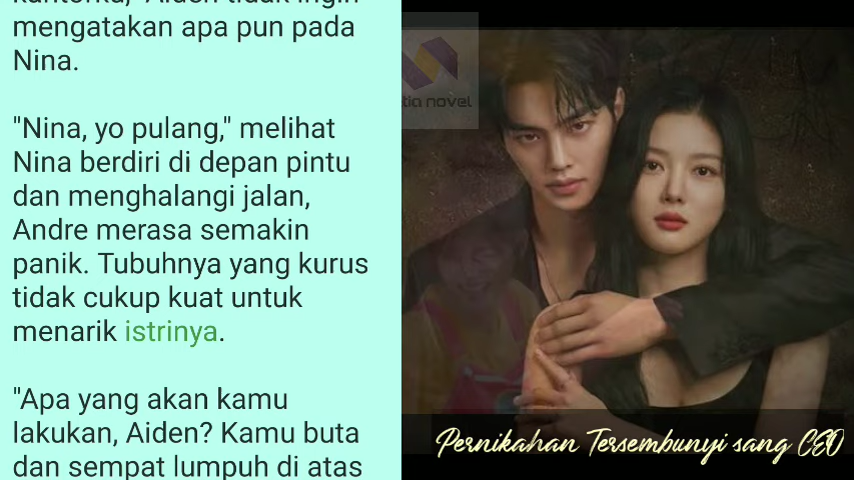 mengatakan apa pun pada
Nina.
"Nina, yo pulang," melihat
Nina berdiri di depan pintu
dan menghalangi jalan,
Andre merasa semakin
panik. Tubuhnya yang kurus
tidak cukup kuat untuk
menarik istrinya.
"Apa yang akan kamu
lakukan, Aiden? Kamu buta
dan sempat lumpuh di atas
novel
Pernikahan Tersembunyi sang CEO